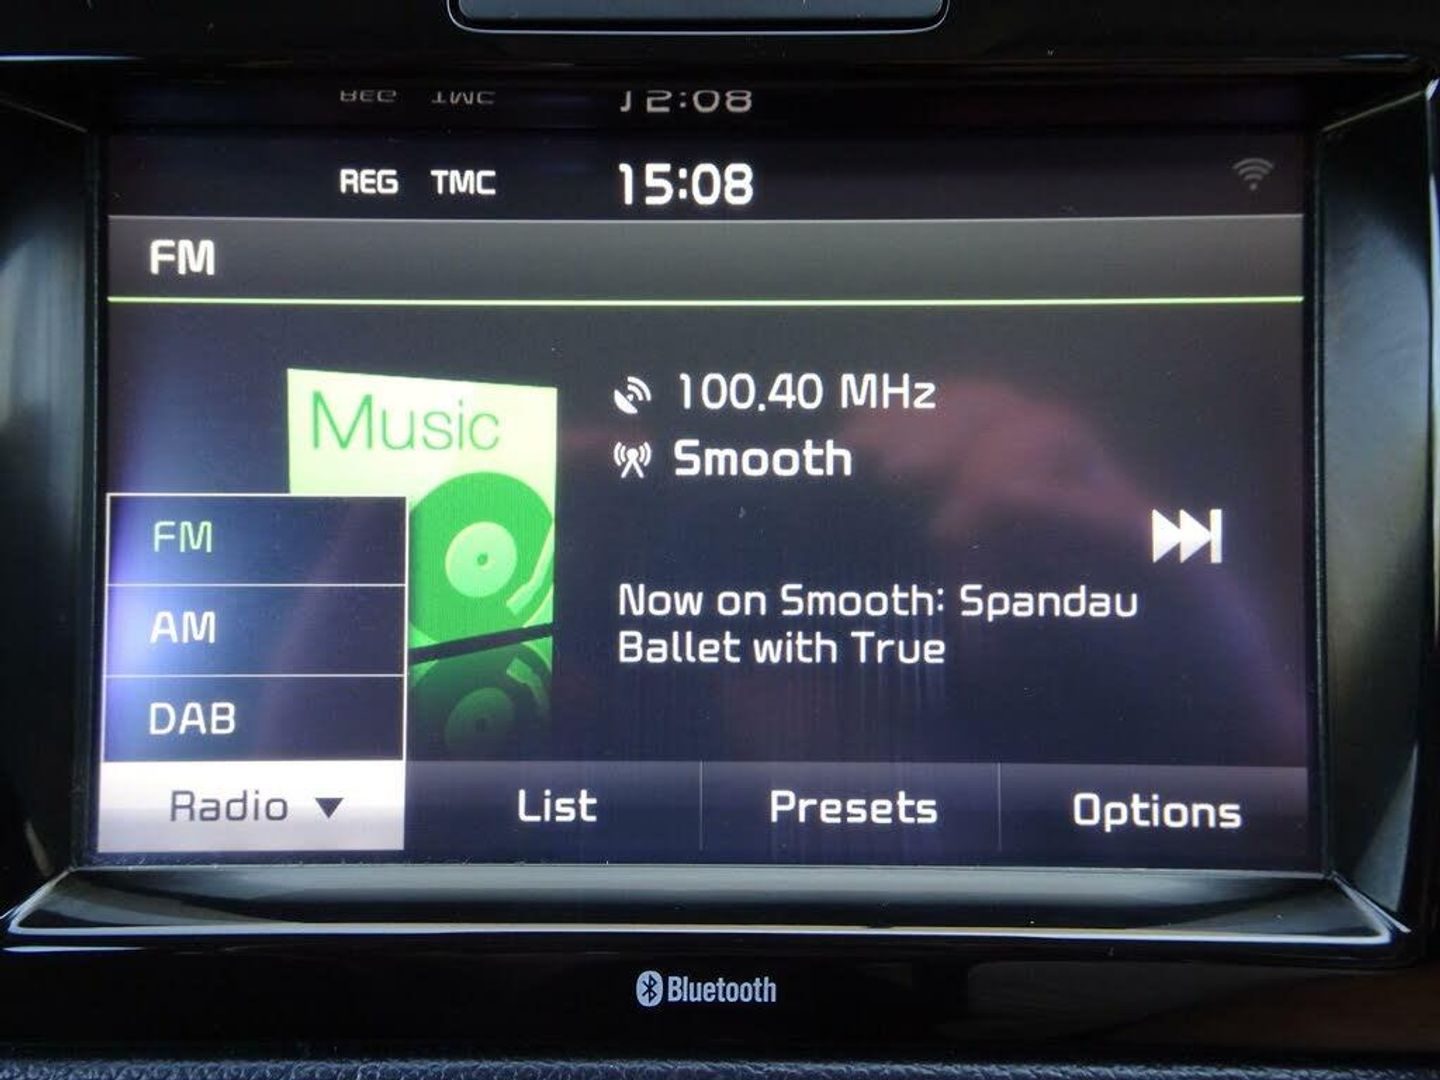 REG TMC 15:08
FM
Music
100.40 MHz
Smooth
Now on Smooth: Spandau
Ballet with True
FM
AM
DAB
Radio ▼
List
Presets
Options
Bluetooth